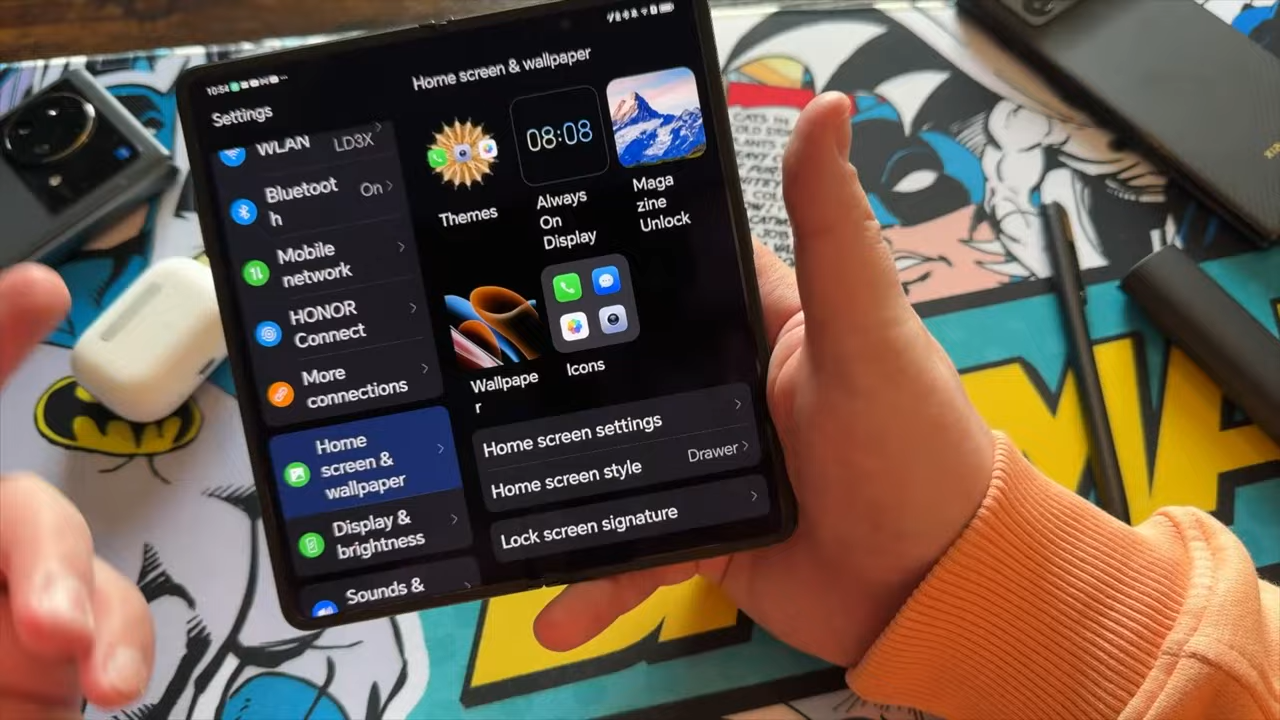 10:54
Settings
WLAN LD3X
Bluetoot
h
On
Mobile
network
HONOR
Connect
More
connections
Home
screen &
wallpaper
Display &
brightness
Sounds &
Home screen & wallpaper
Themes
08:08
Always
On
Display
Maga
zine
Unlock
Wallpape
r
Icons
Home screen settings
Home screen style Drawer
Lock screen signature
CATS IN